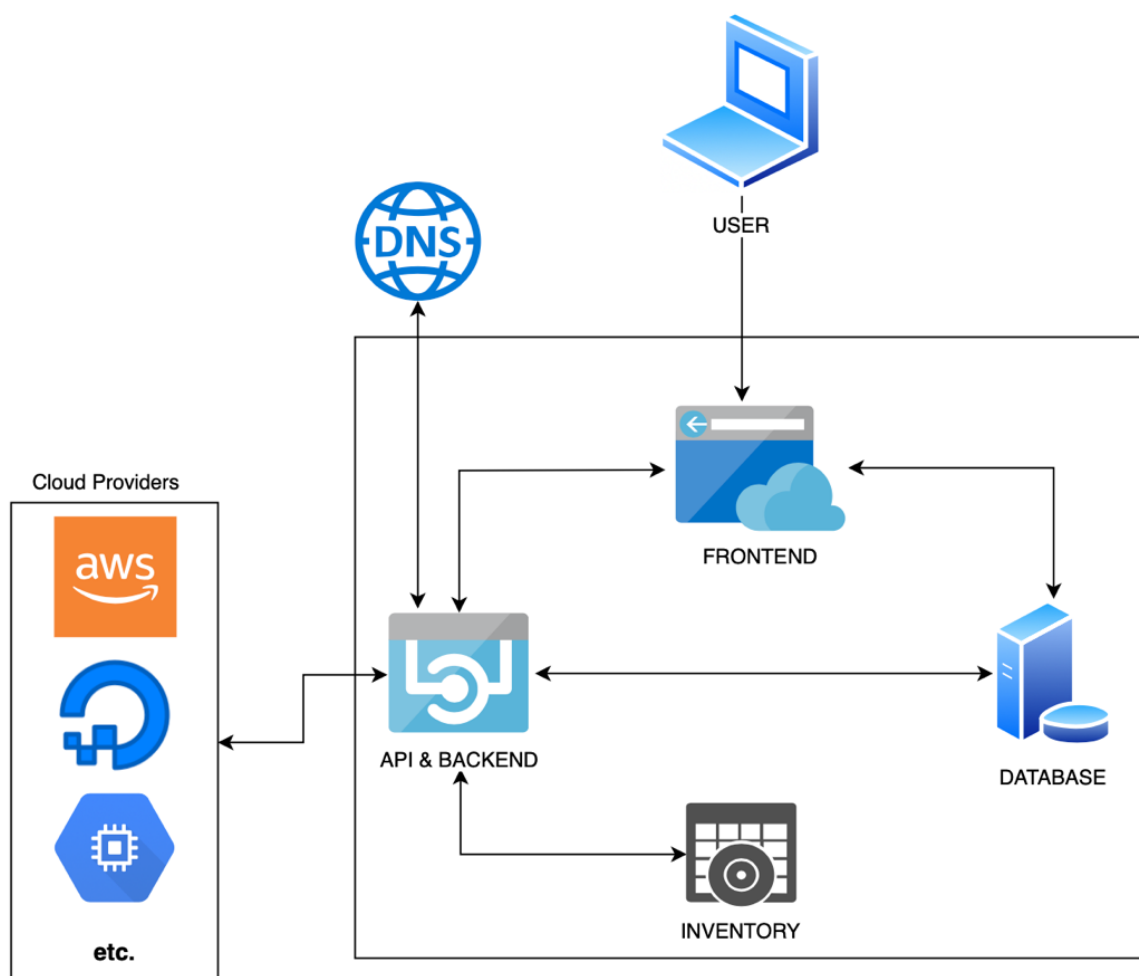 USER
DNS
Cloud Providers
aws
FRONTEND
API & BACKEND
DATABASE
INVENTORY
etc.